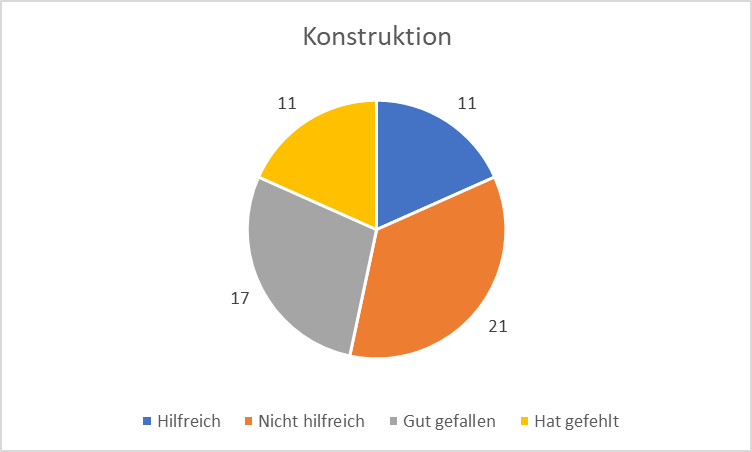 Konstruktion
11 11
17
21
Hilfreich Nicht hilfreich Gut gefallen Hat gefehlt